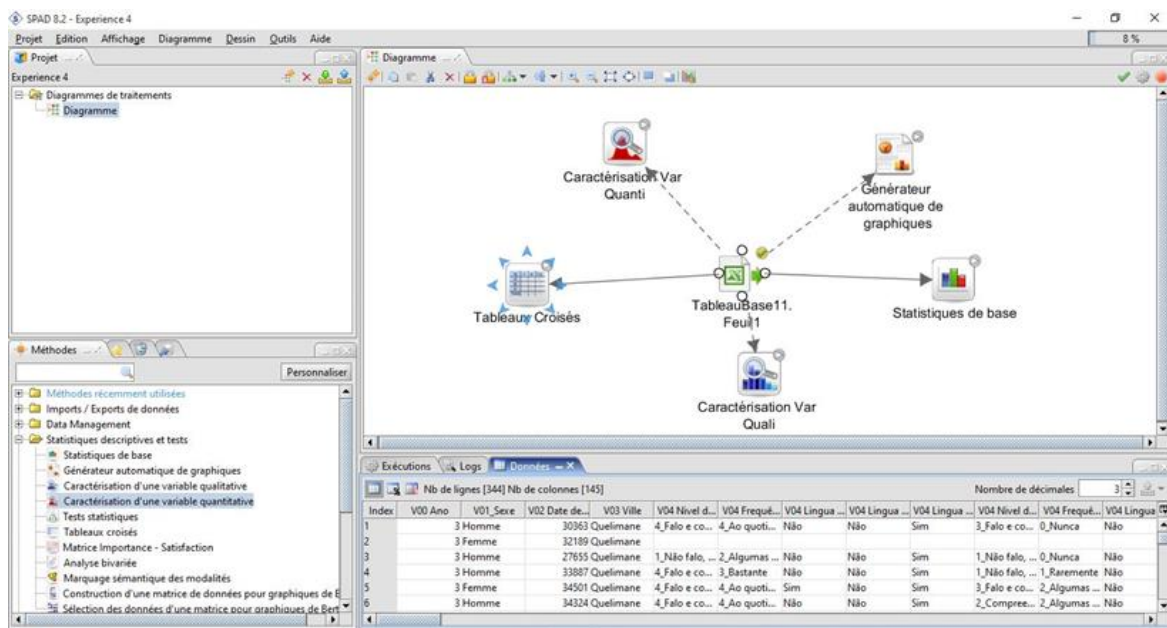 SPAD 8.2 - Experience 4
Projet Edition Affichage Diagramme Dessin Outils Aide
8 %
Projet
Experience 4
Diagrammes de traitements
Diagramme
Méthodes
Personnaliser
Méthodes récemment utilisées
Imports / Exports de données
Data Management
Statistiques descriptives et tests
Statistiques de base
Générateur automatique de graphiques
Caractérisation d'une variable qualitative
Caractérisation d'une variable quantitative
Tests statistiques
Tableaux croisés
Matrice Importance - Satisfaction
Analyse bivariée
Marquage sémantique des modalités
Construction d'une matrice de données pour graphiques de B
Sélection des données d'une matrice pour graphiques de Bert
Diagramme
Caractérisation Var
Quanti
Générateur
automatique de
graphiques
Tableaux Croisés
TableauBase11.
Feuil1
Statistiques de base
Caractérisation Var
Quali
Exécutions Logs Données
Nb de lignes [344] Nb de colonnes [145] Nombre de décimales 3
Index V00 Ano V01_Sexe V02 Date de... V03 Ville V04 Nivel d... V04 Frequê... V04 Lingua ... V04 Lingua ... V04 Lingua ... V04 Nivel d... V04 Frequê... V04 Lingua
1 3 Homme 30363 Quelimane 4_Falo e co... 4_Ao quoti... Não Não Sim 3_Falo e co... 0_Nunca Não
2 3 Femme 32189 Quelimane
3 3 Homme 27655 Quelimane 1_Não falo, ... 2_Algumas ... Não Não Sim 1_Não falo, ... 0_Nunca Não
4 3 Homme 33887 Quelimane 4_Falo e co... 3_Bastante Não Não Sim 1_Não falo, ... 1_Raremente Não
5 3 Femme 34501 Quelimane 4_Falo e co... 4_Ao quoti... Sim Não Sim 3_Falo e co... 2_Algumas ... Não
6 3 Homme 34324 Quelimane 4_Falo e co... 4_Ao quoti... Não Não Sim 2_Compree... 2_Algumas ... Não